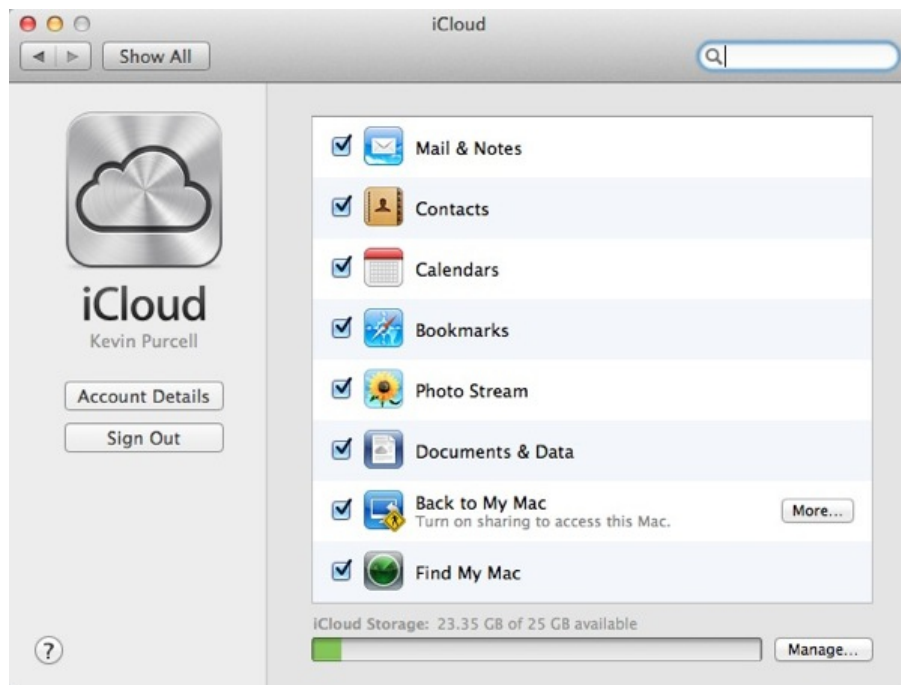 iCloud
Show All
Mail & Notes
Contacts
Calendars
iCloud
Kevin Purcell
Bookmarks
Photo Stream
Account Details
Sign Out
Documents & Data
Back to My Mac
Turn on sharing to access this Mac.
More...
Find My Mac
iCloud Storage: 23.35 GB of 25 GB available
?
Manage...